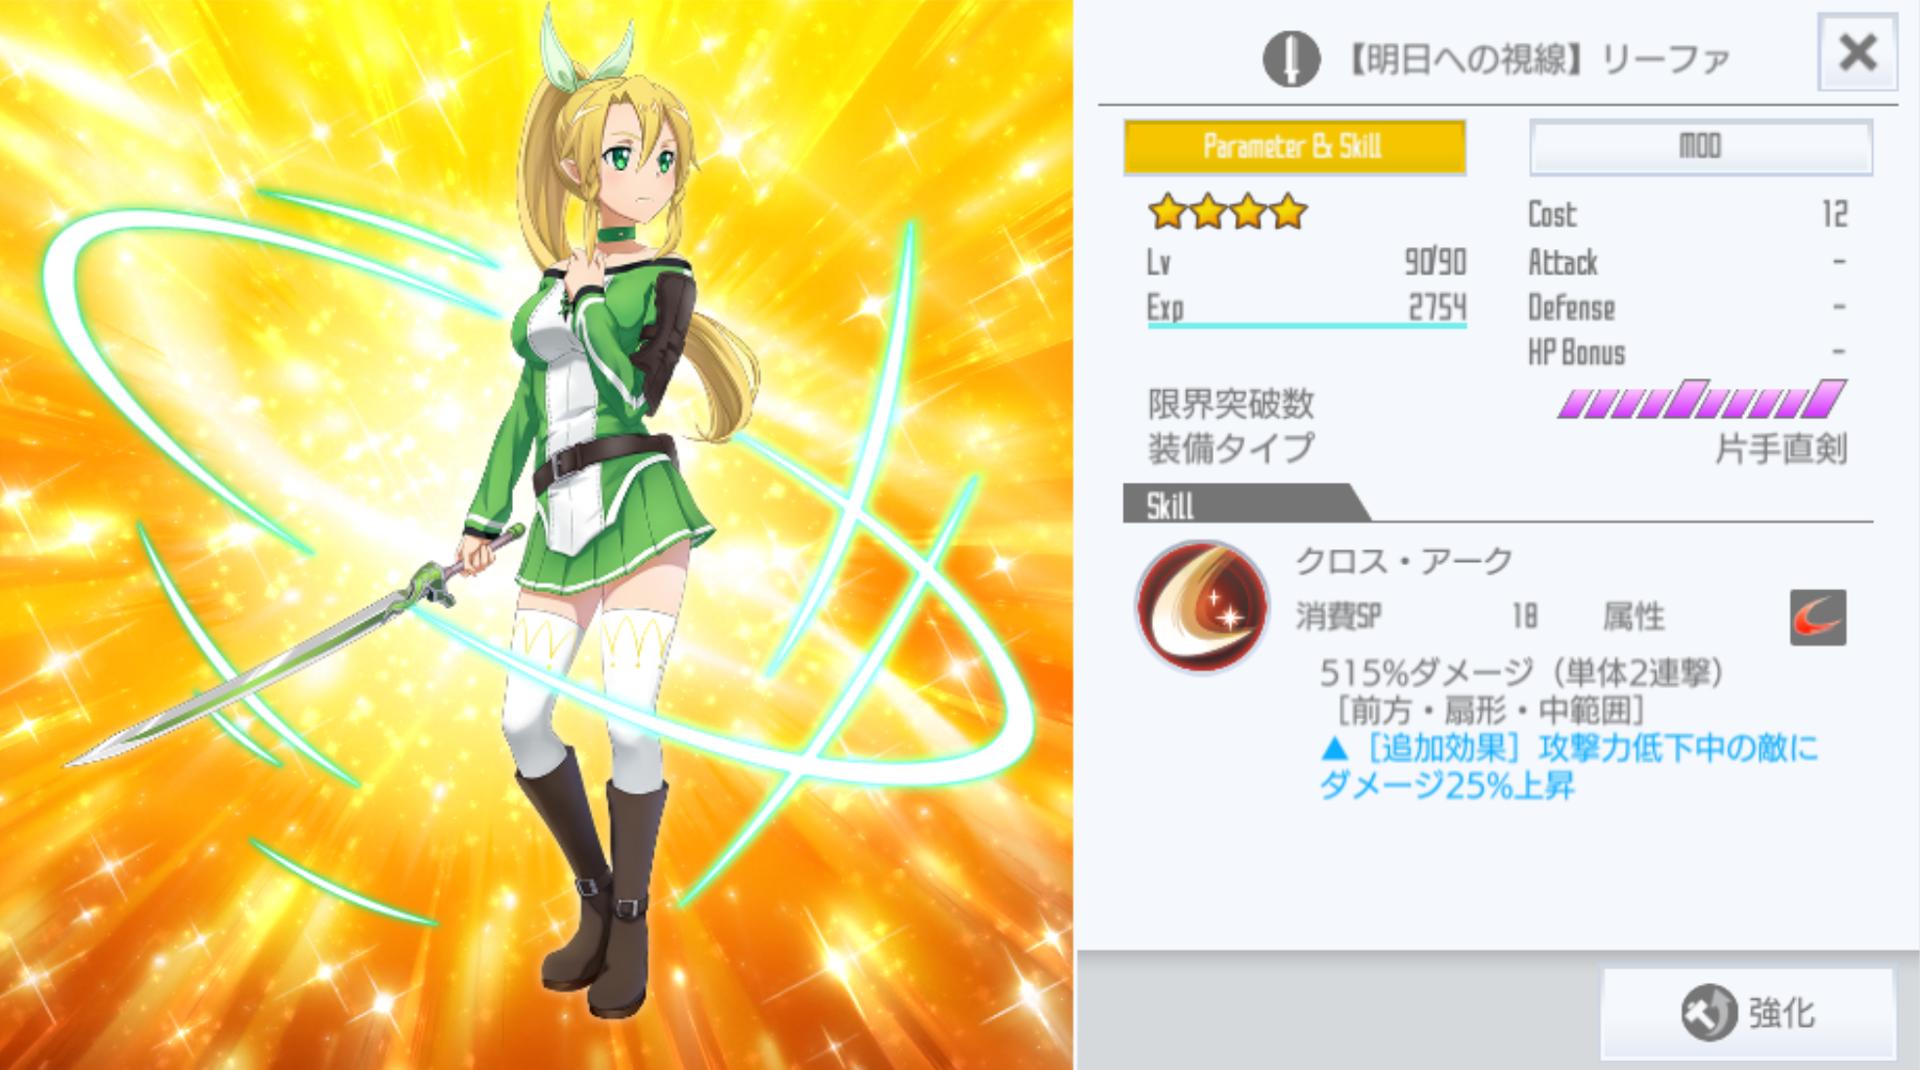 【明日への視線】リーファ
Parameter & Skill
MOD
Cost 12
Lv 90/90
Attack -
Exp 2754
Defense -
HP Bonus -
限界突破数
装備タイプ 片手直剣
Skill
クロス・アーク
消費SP 18 属性
515%ダメージ（単体2連撃）
［前方・扇形・中範囲］
▲［追加効果］攻撃力低下中の敵に
ダメージ25%上昇
強化